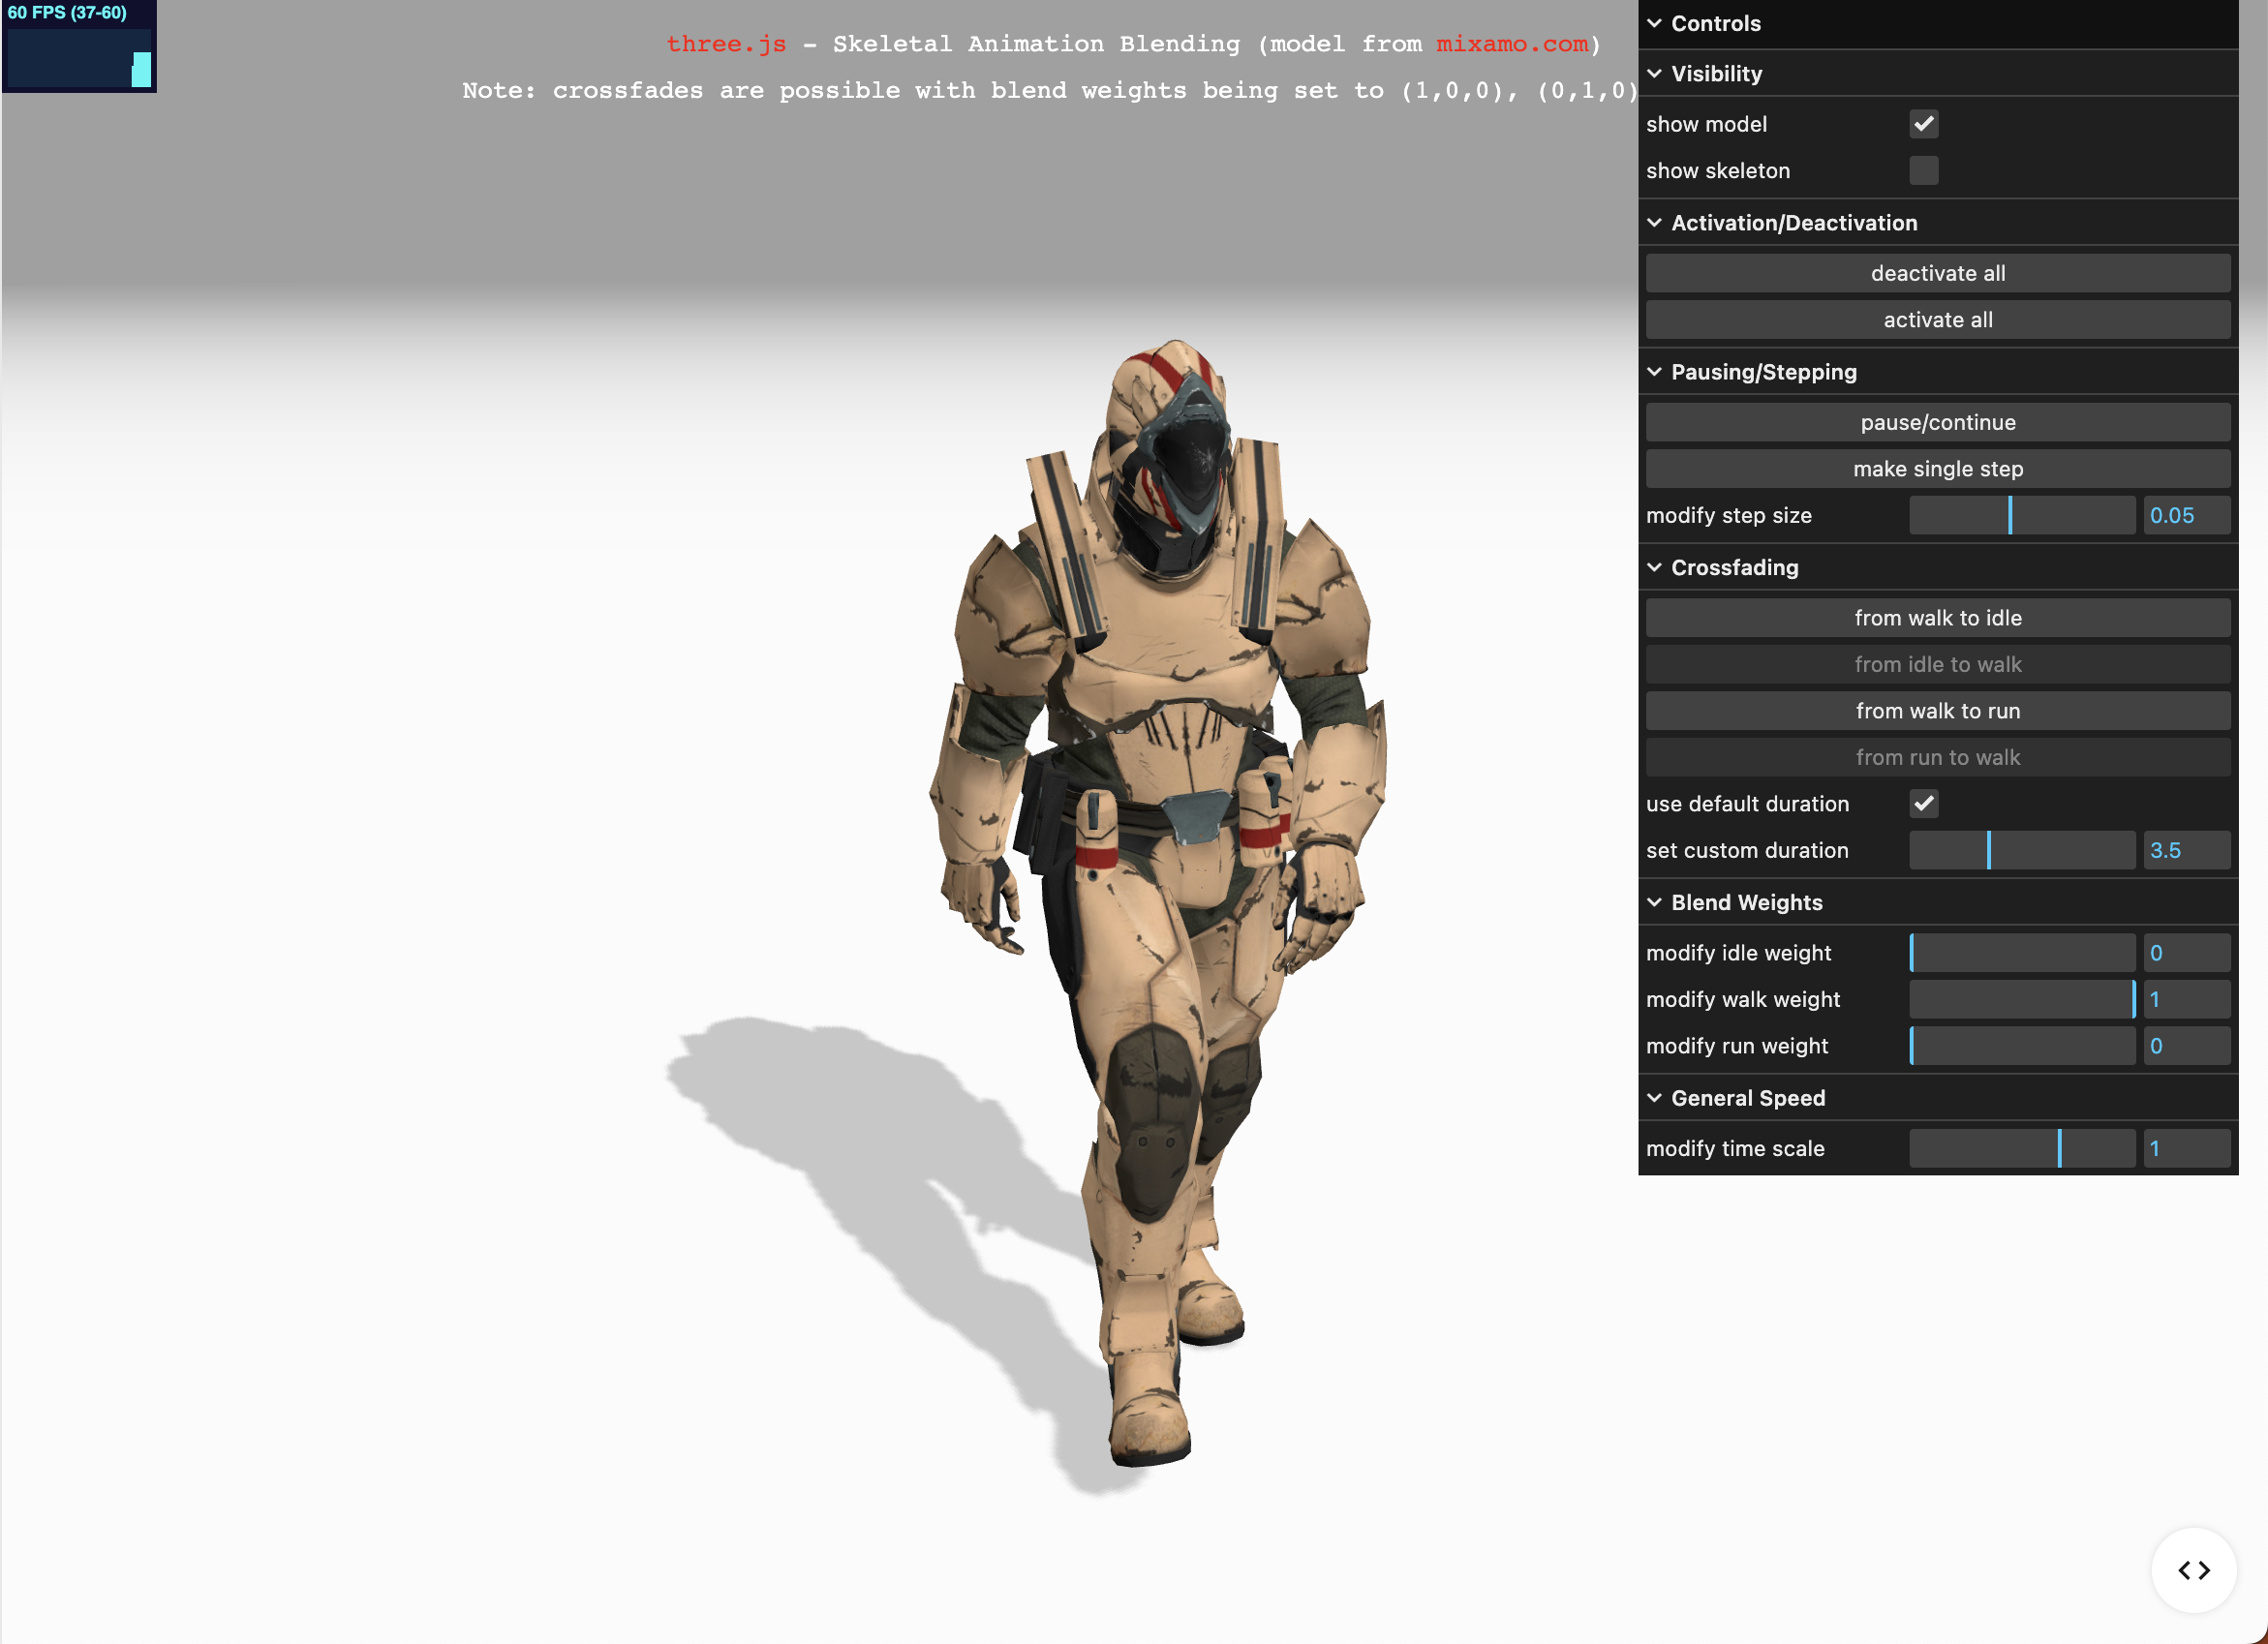 60 FPS (37-60)
three.js - Skeletal Animation Blending (model from mixamo.com)
Note: crossfades are possible with blend weights being set to (1,0,0), (0,1,0)
Controls
Visibility
show model
show skeleton
Activation/Deactivation
deactivate all
activate all
Pausing/Stepping
pause/continue
make single step
modify step size 0.05
Crossfading
from walk to idle
from idle to walk
from walk to run
from run to walk
use default duration
set custom duration 3.5
Blend Weights
modify idle weight 0
modify walk weight 1
modify run weight 0
General Speed
modify time scale 1